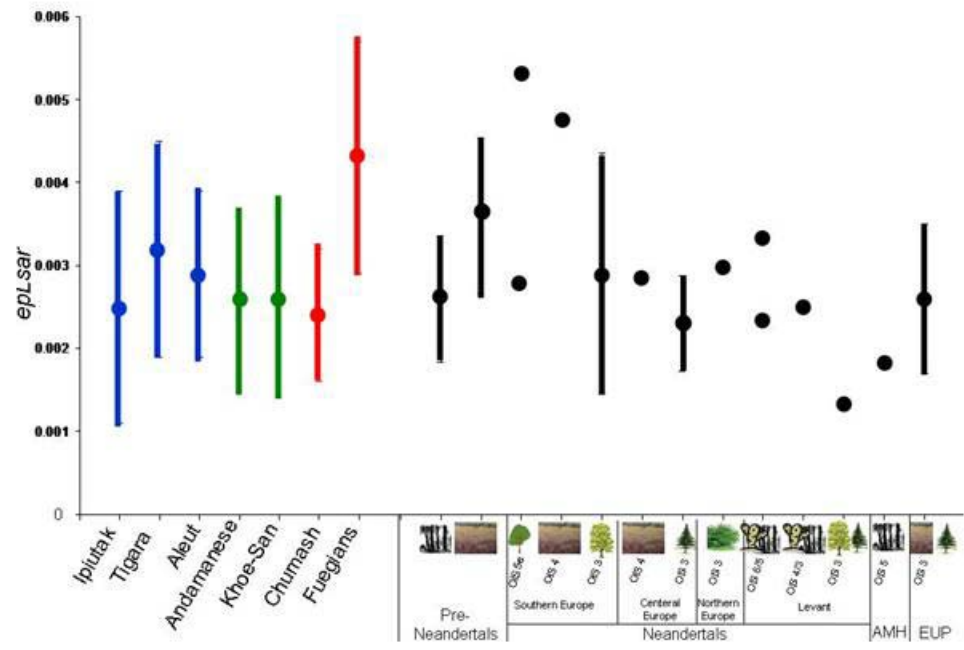 0.006
0.005
0.004
0.003
0.002
0.001
0
epLsar
Ipiutak
Tigara
Aleut
Andamanese
Khoe-San
Chumash
Fuegians
OIS 5e
OIS 4
OIS 3
OIS 4
OIS 3
OIS 3
OIS 6/5
OIS 4/3
OIS 3
OIS 5
OIS 3
Southern Europe
Centeral
Europe
Northern
Europe
Levant
Pre-
Neandertals
Neandertals
AMH
EUP